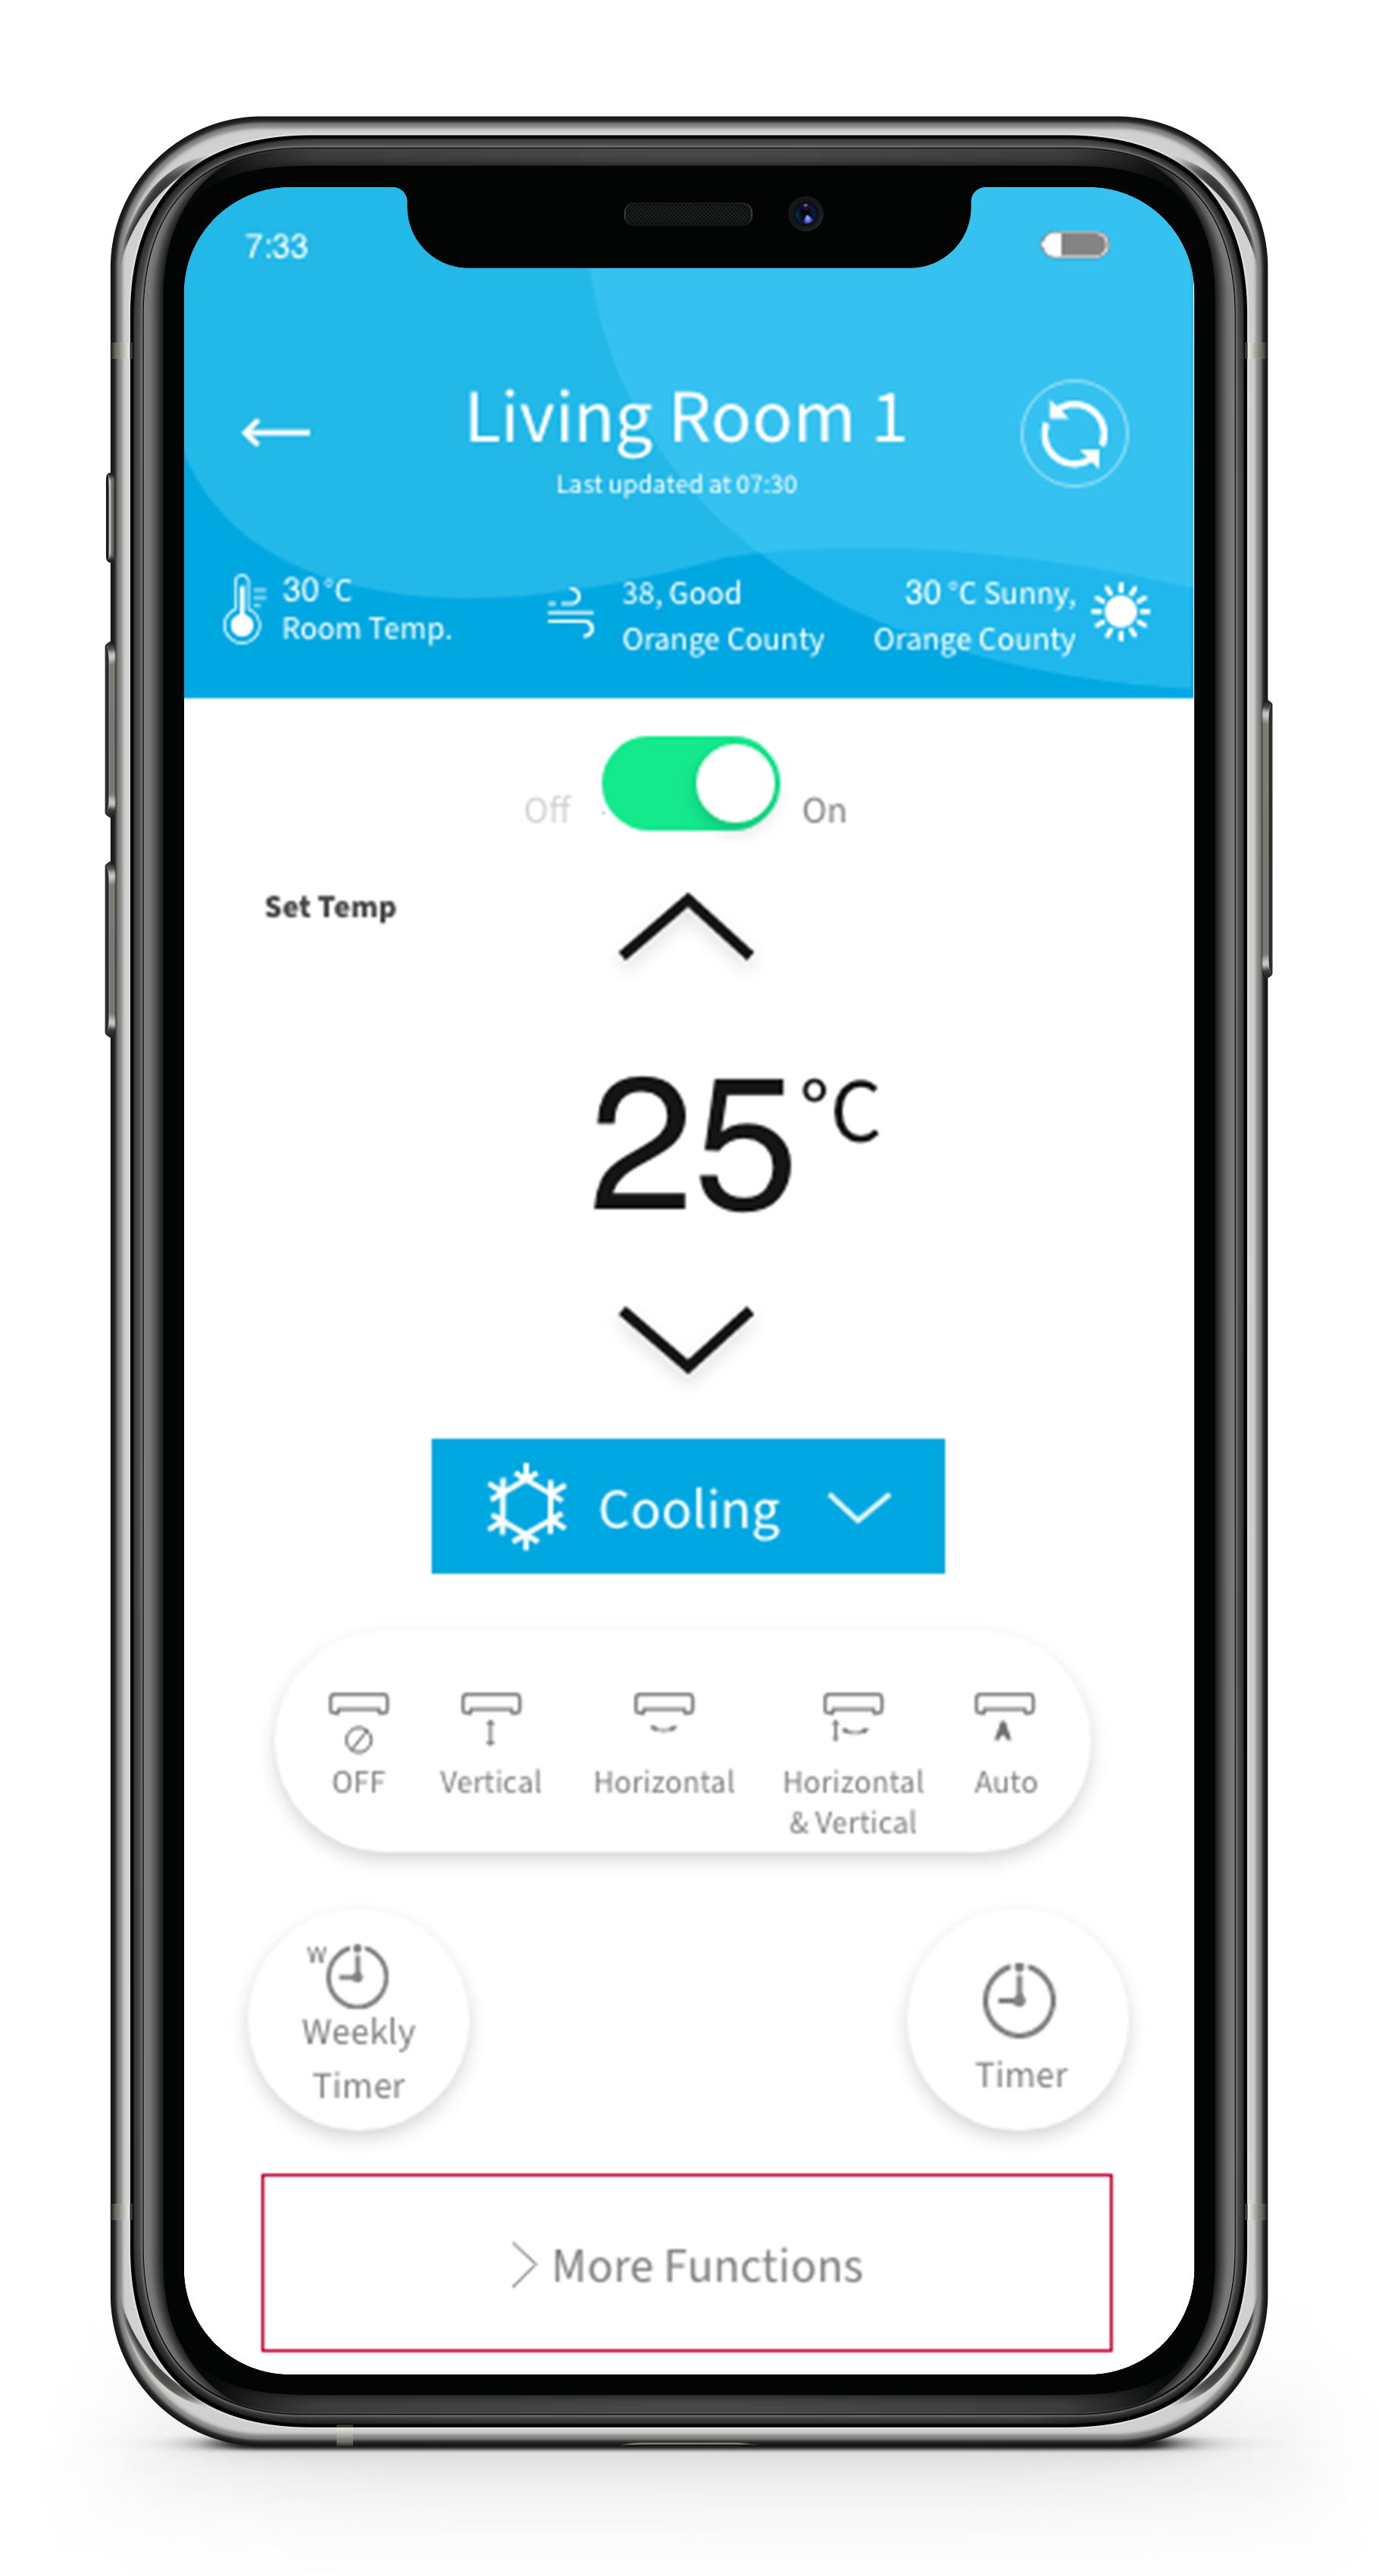 7:33
Living Room 1
Last updated at 07:30
30 °C
Room Temp.
38, Good
Orange County
30 °C Sunny,
Orange County
Off
On
Set Temp
25 °C
Cooling
OFF
Vertical
Horizontal
Horizontal
& Vertical
A
Auto
W
Weekly
Timer
Timer
More Functions